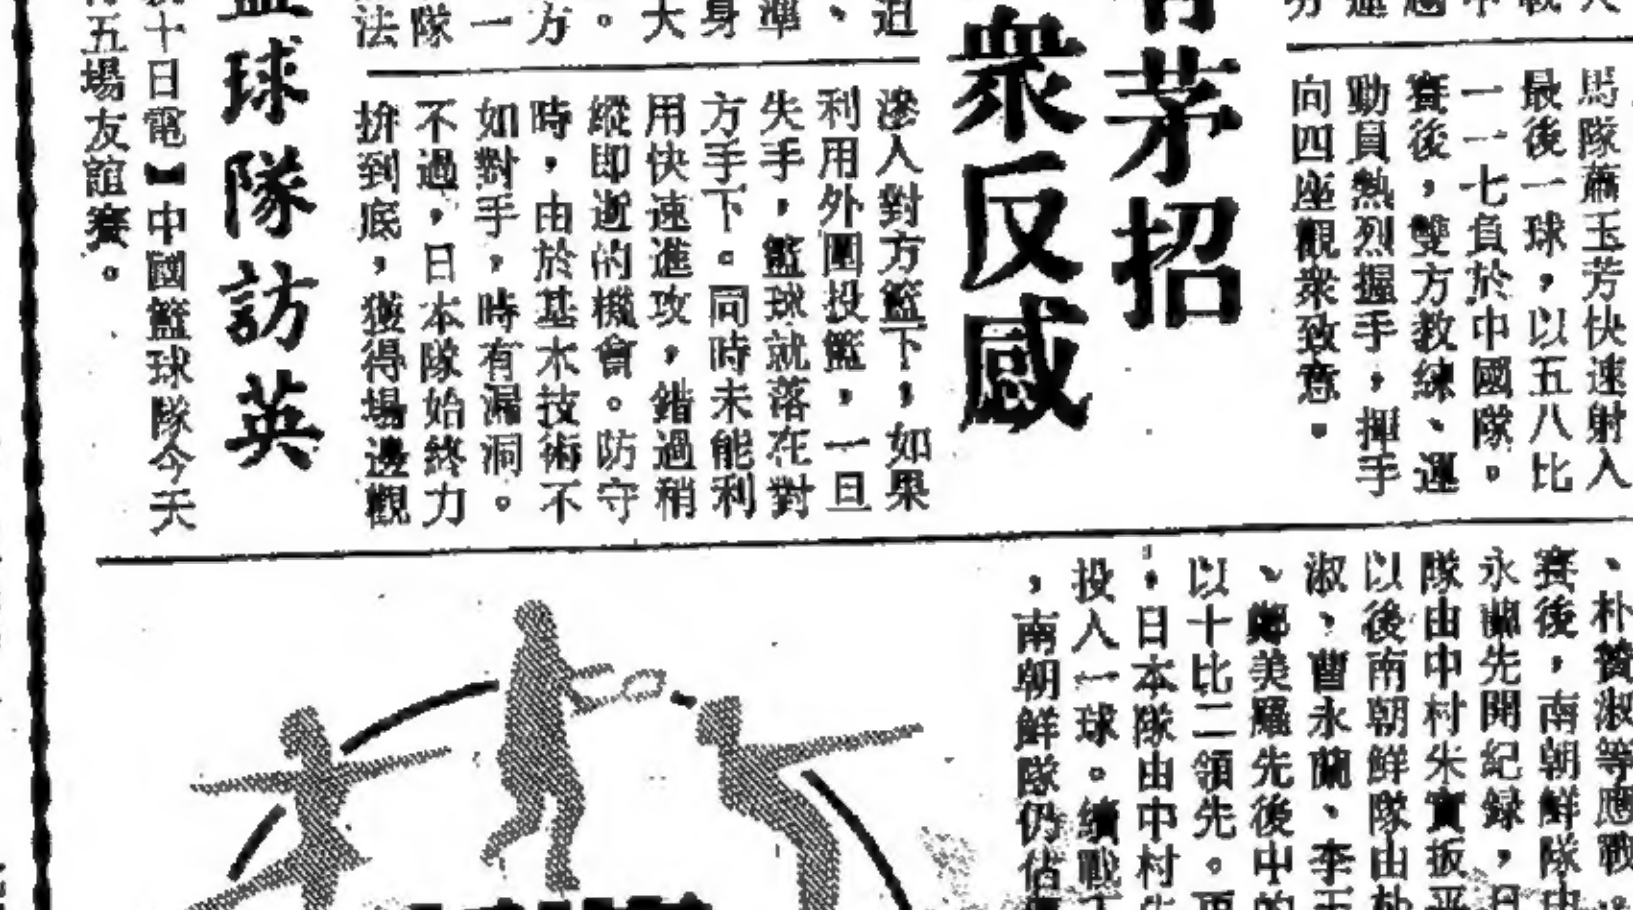 馬隊蕭玉芳快速射入
最後一球，以五八比
一一七負於中國隊。
賽後，雙方教練、運
動員熱烈握手，揮手
向四座觀衆致意。
茅招
衆反感
迫
準
身
大
。方
一
隊
法
滲入對方籃下，如果
利用外圍投籃，一旦
失手，籃球就落在對
方手下。同時未能利
用快速進攻，錯過稍
縱即逝的機會。防守
時，由於基本技術不
如對手，時有漏洞。
不過，日本隊始終力
拚到底，獲得場邊觀
籃球隊訪英
十日電】中國籃球隊今天
五場友誼賽。
、朴贊淑等應戰。
賽後，南朝鮮隊由
永蘭先開紀録，日
隊由中村朱實扳平
以後南朝鮮隊由朴
淑、曹永蘭、李玉
、美羅先後中的
以十比二領先。
，日本隊由中村
投入一球。續戰
，南朝鮮隊仍佔